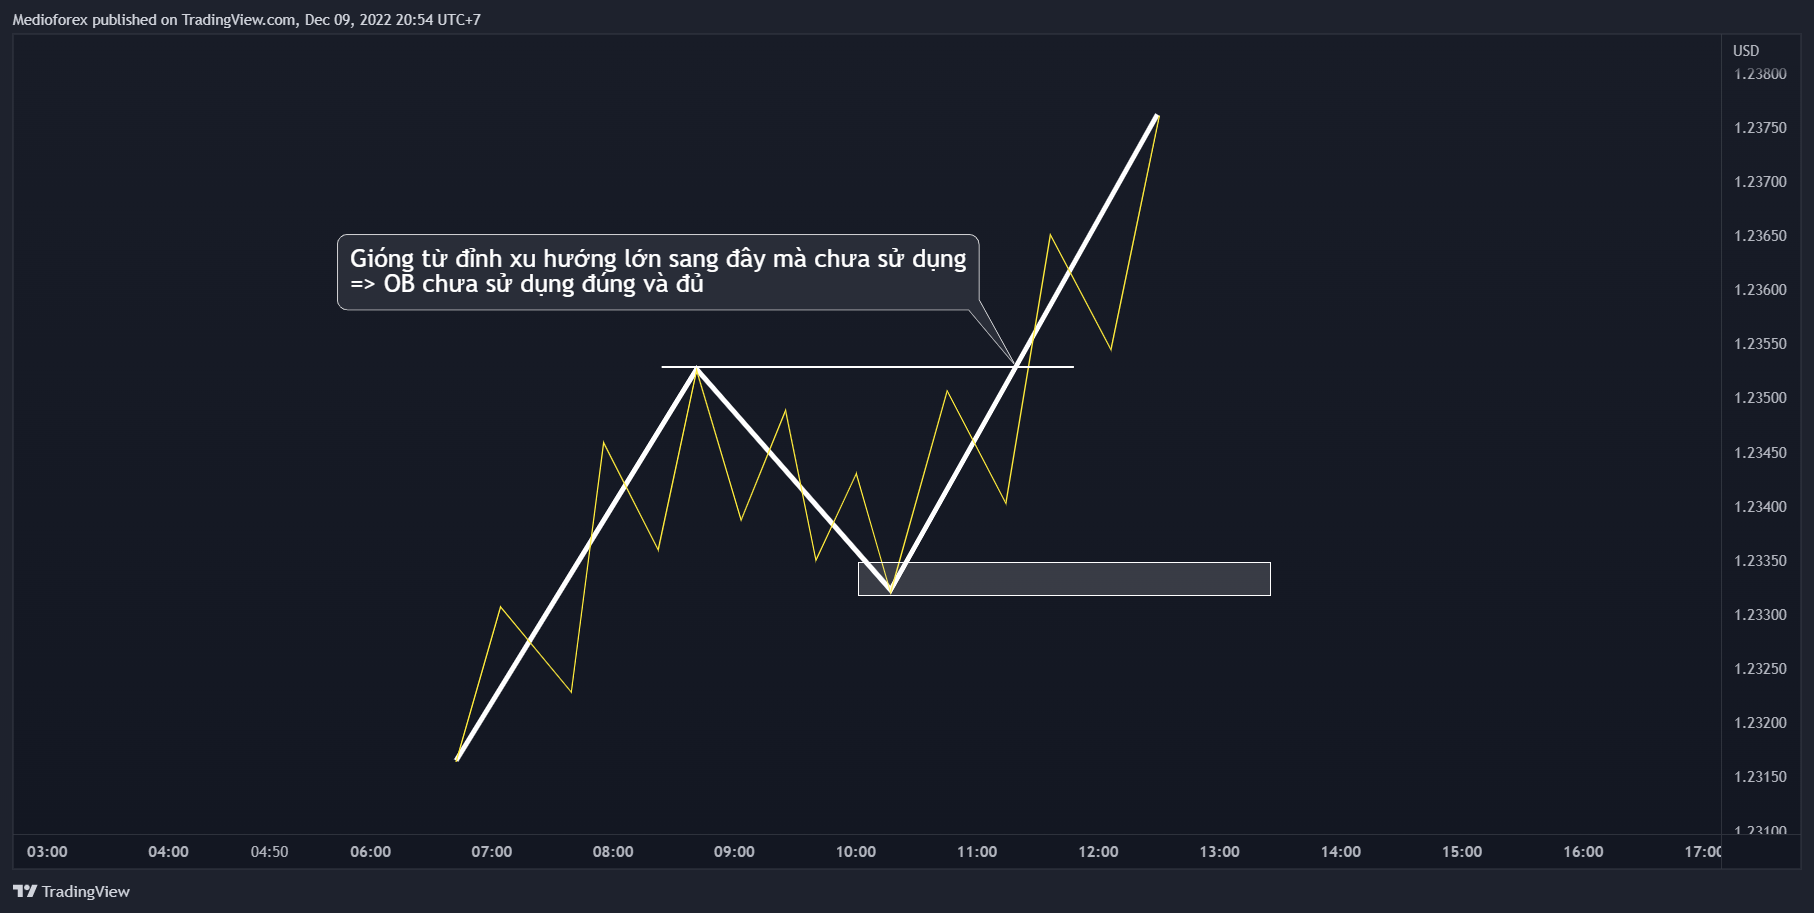 Medioforex published on TradingView.com, Dec 09, 2022 20:54 UTC+7
USD
1.23800
1.23750
1.23700
1.23650
Gióng từ đỉnh xu hướng lớn sang đây mà chưa sử dụng
=> OB chưa sử dụng đúng và đủ
1.23600
1.23550
1.23500
1.23450
1.23400
1.23350
1.23300
1.23250
1.23200
1.23150
1.23100
03:00 04:00 04:50 06:00 07:00 08:00 09:00 10:00 11:00 12:00 13:00 14:00 15:00 16:00 17:00
TradingView